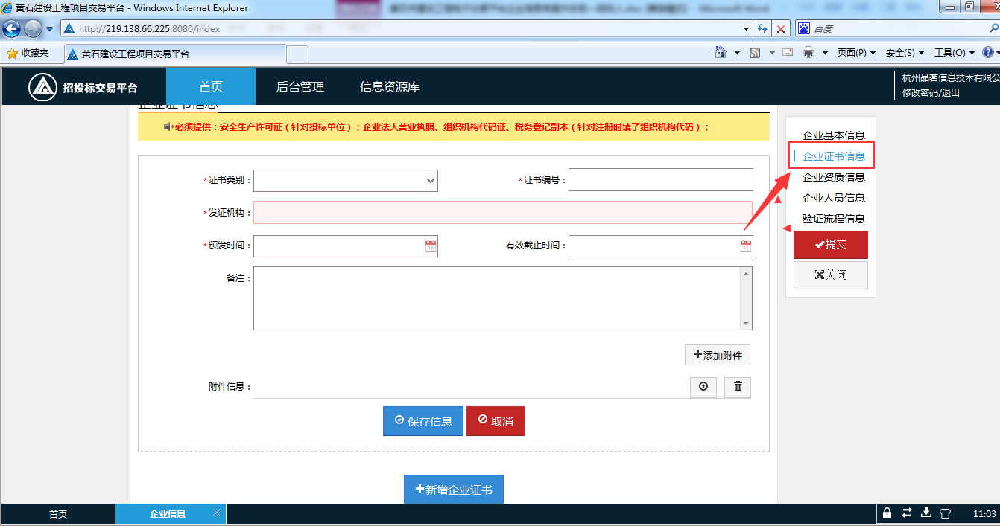 黄石建设工程项目交易平台 - Windows Internet Explorer
http://219.138.66.225:8080/index
百度
收藏夹
黄石建设工程项目交易平台
页面(P)
安全(S)
工具(O)
招投标交易平台
首页
后台管理
信息资源库
杭州品茗信息技术有限公
修改密码/退出
企业证书信息
必须提供：安全生产许可证（针对投标单位）；企业法人营业执照、组织机构代码证、税务登记副本（针对注册时填了组织机构代码）；
*证书类别：
*证书编号：
*发证机构：
*颁发时间：
有效截止时间：
备注：
添加附件
附件信息：
保存信息
取消
新增企业证书
企业基本信息
企业证书信息
企业资质信息
企业人员信息
验证流程信息
提交
关闭
首页
企业信息
11:03